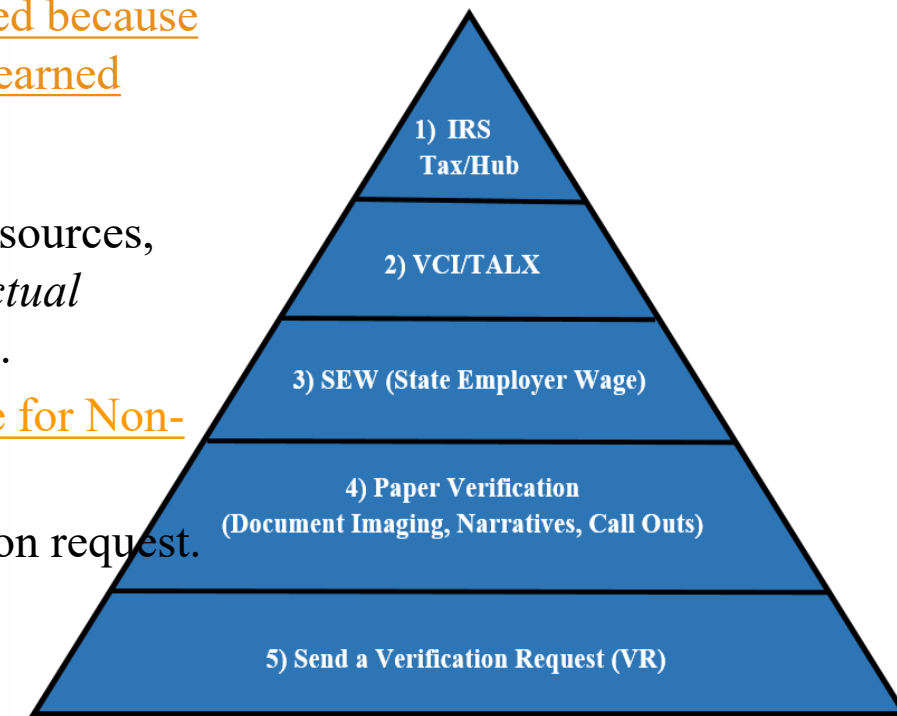 ed because
earned
sources,
ctual
.
e for Non-
on request.
1) IRS
Tax/Hub
2) VCI/TALX
3) SEW (State Employer Wage)
4) Paper Verification
(Document Imaging, Narratives, Call Outs)
5) Send a Verification Request (VR)